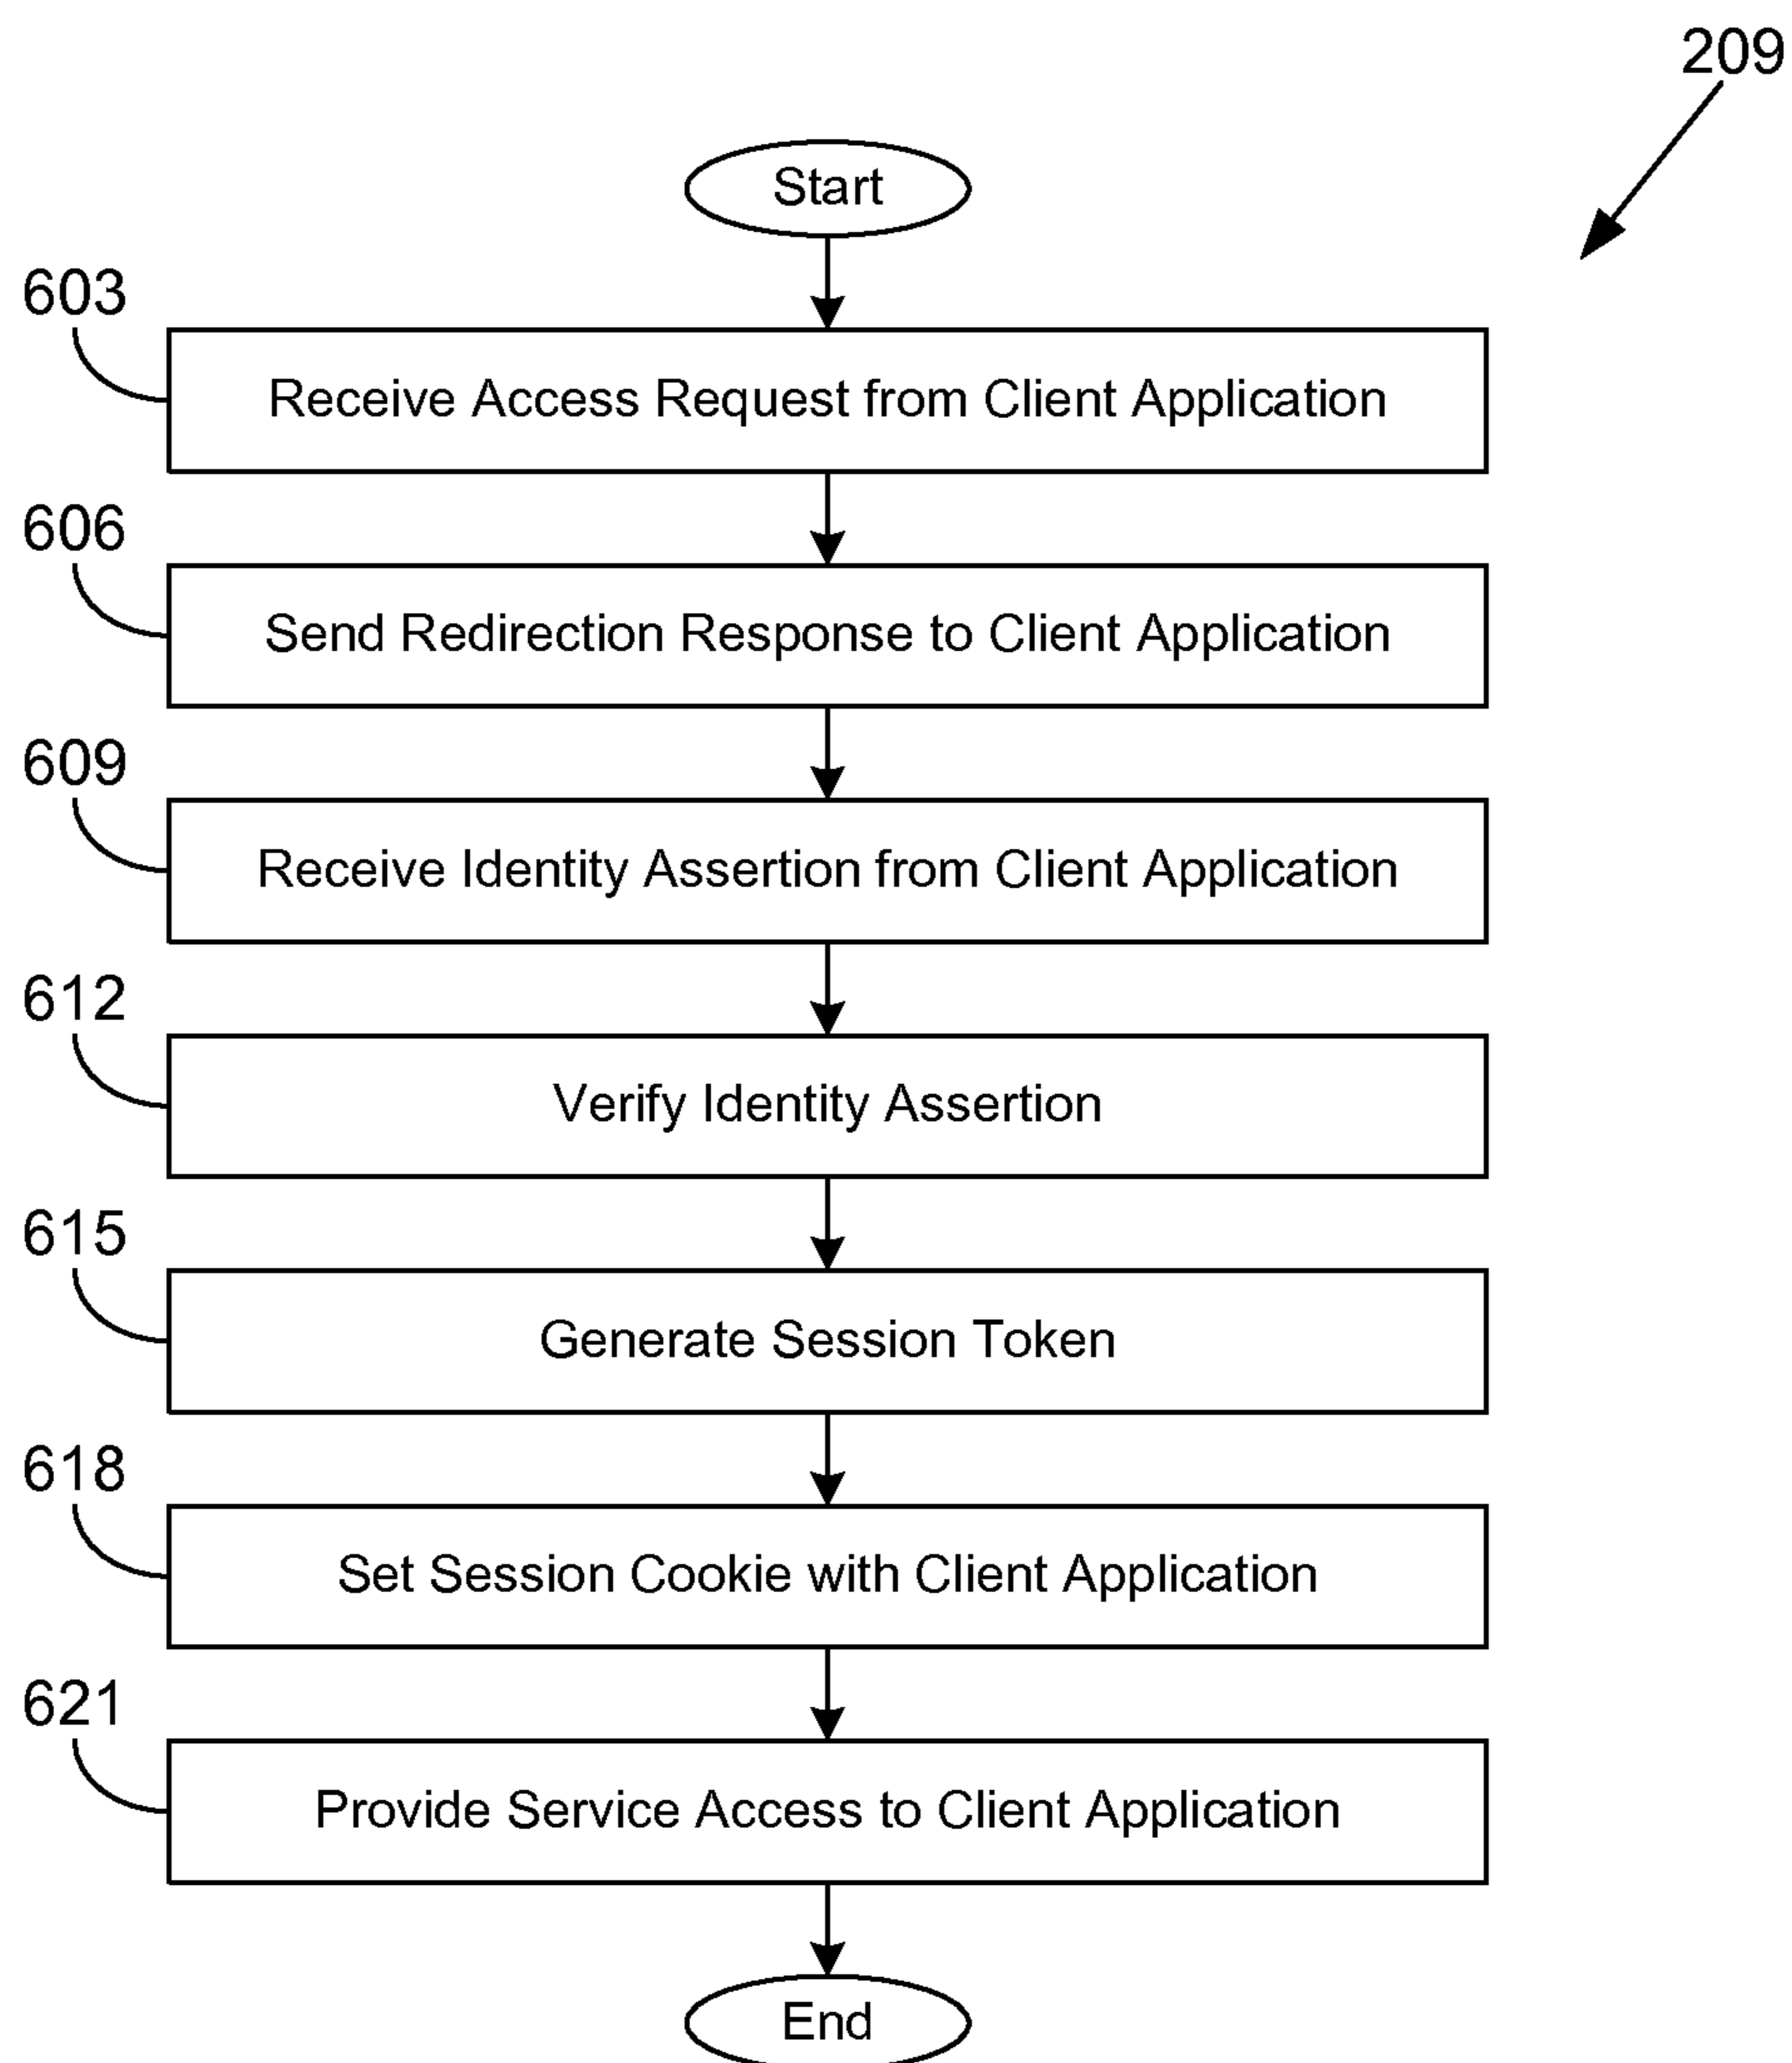 209
Start
603
Receive Access Request from Client Application
606
Send Redirection Response to Client Application
609
Receive Identity Assertion from Client Application
612
Verify Identity Assertion
615
Generate Session Token
618
Set Session Cookie with Client Application
621
Provide Service Access to Client Application
End